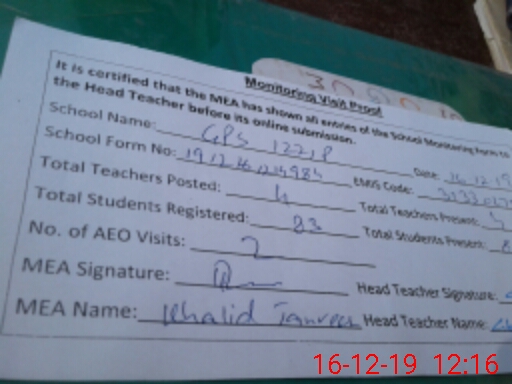 Monitoring Visit Proof
It is certified that the MEA has shown all entries of the School Monitoring Form to
the Head Teacher before its online submission.
School Name: GPS 122 P Date: 16-12-19
School Form No: EMIS Code:
Total Teachers Posted: 4 Total Teachers Present:
Total Students Registered: 83 Total Students Present:
No. of AEO Visits: 2
MEA Signature: Head Teacher Signature:
MEA Name: Khalid Head Teacher Name:
16-12-19 12:16